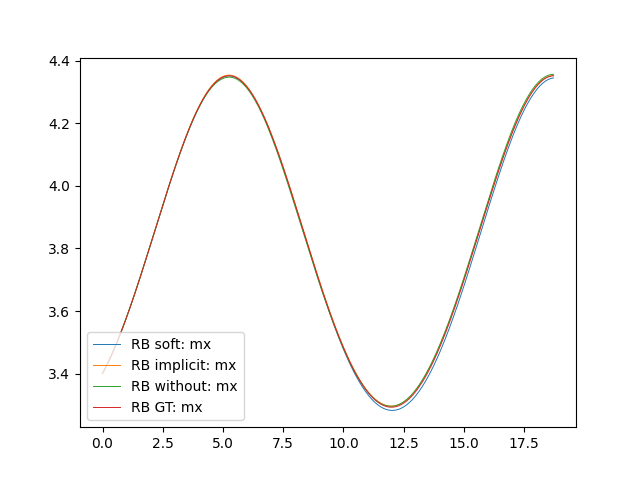 4.4
4.2
4.0
3.8
3.6
3.4
RB soft: mx
RB implicit: mx
RB without: mx
RB GT: mx
0.0 2.5 5.0 7.5 10.0 12.5 15.0 17.5